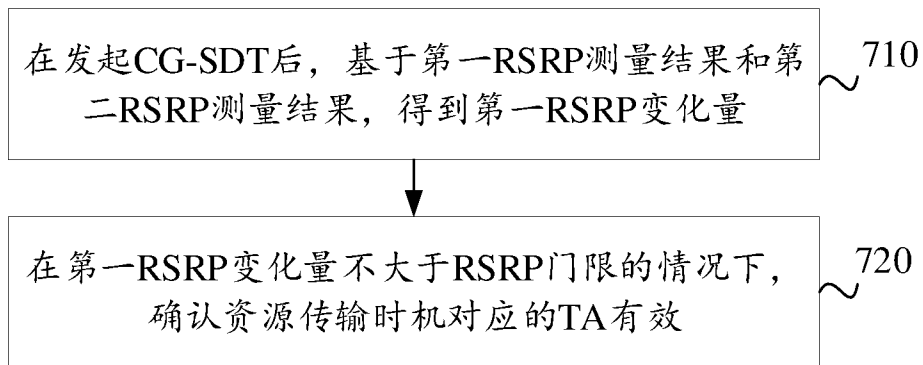 在发起CG-SDT后，基于第一RSRP测量结果和第
二RSRP测量结果，得到第一RSRP变化量
710
在第一RSRP变化量不大于RSRP门限的情况下，
确认资源传输时机对应的TA有效
720